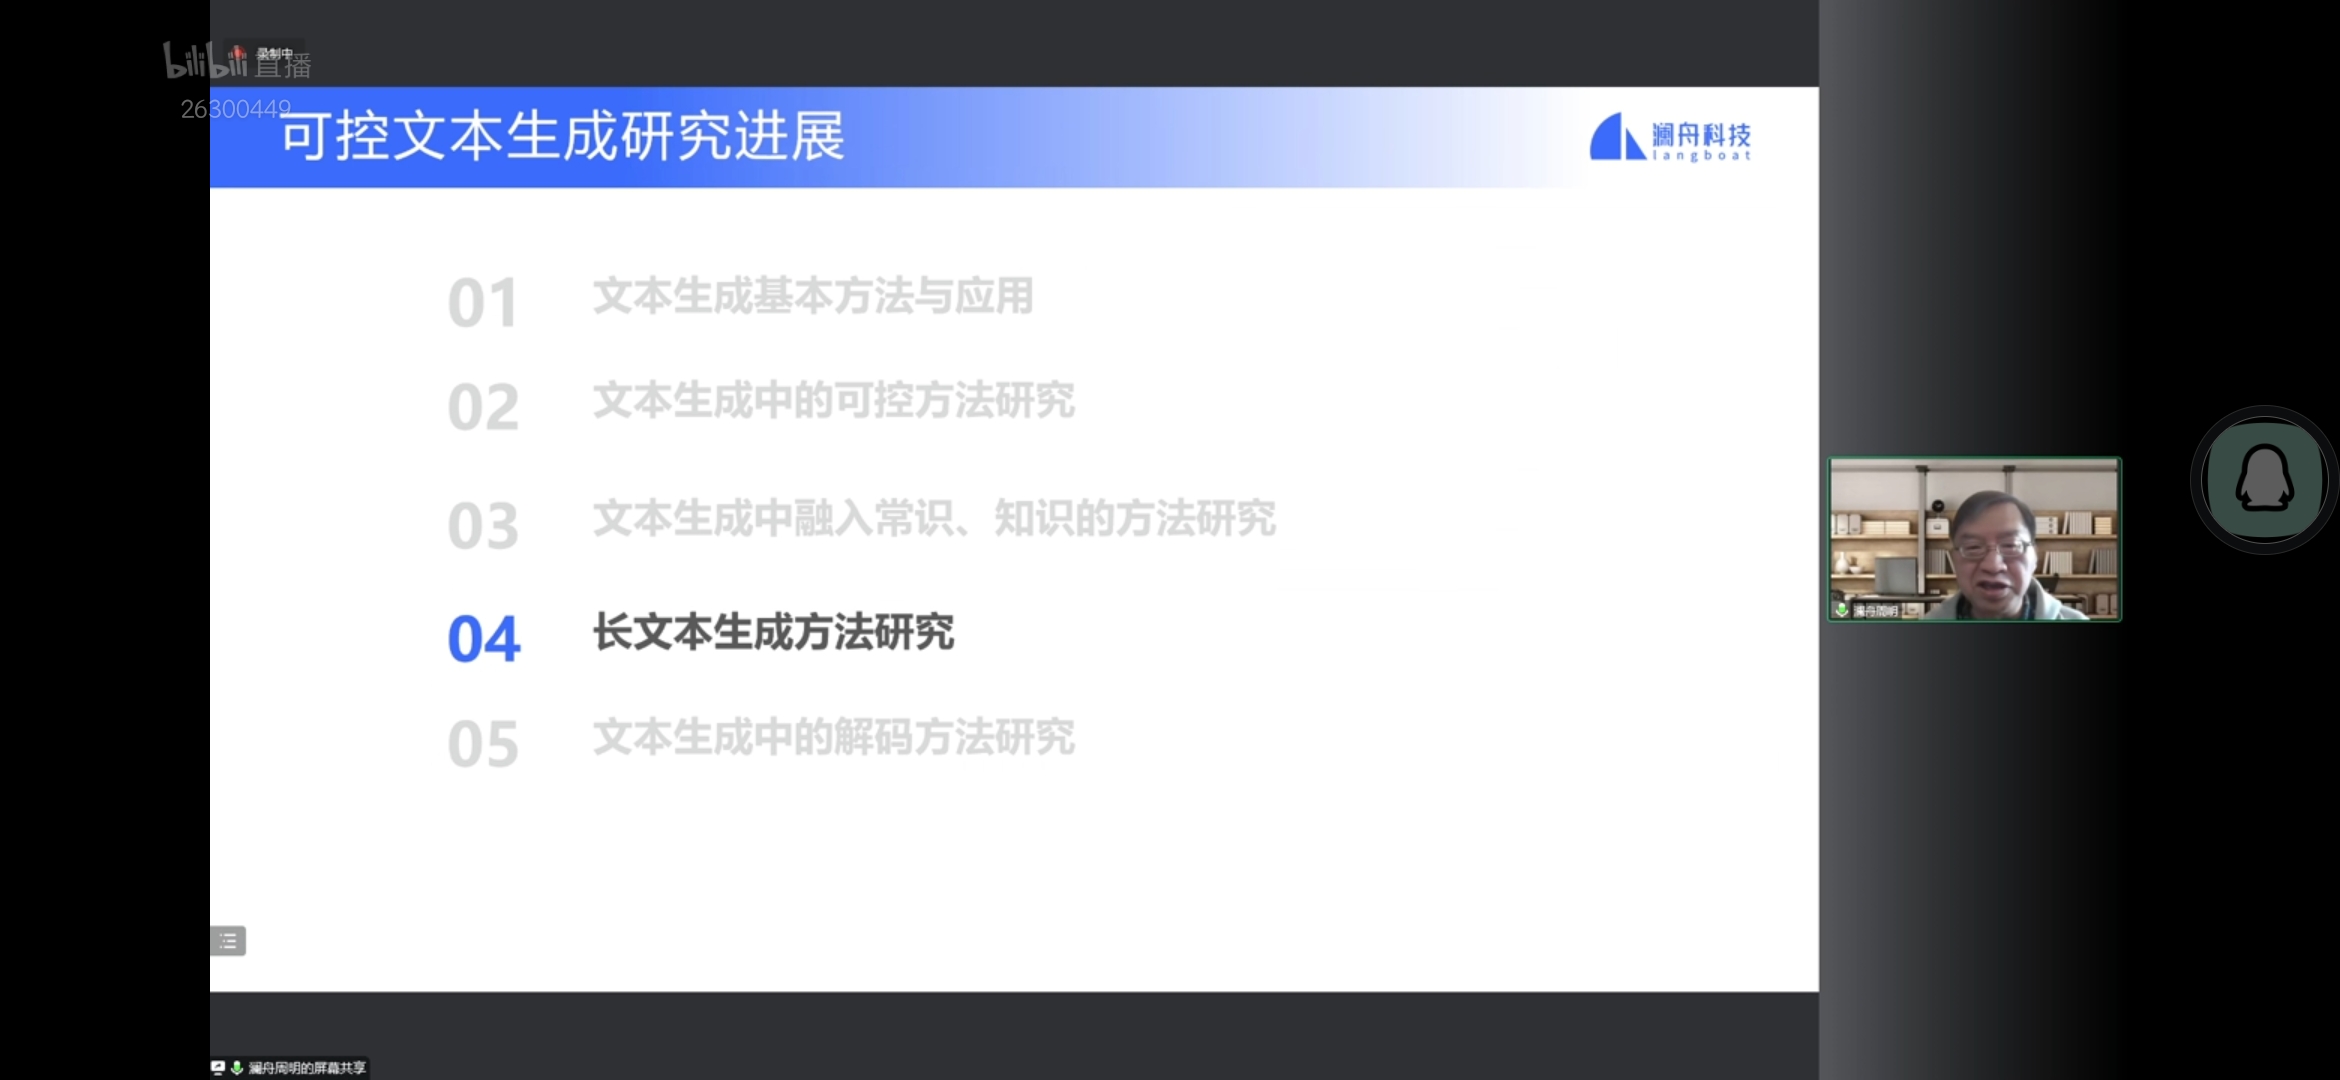 bilibili 直播
录制中
26300449
可控文本生成研究进展
澜舟科技
langboat
01 文本生成基本方法与应用
02 文本生成中的可控方法研究
03 文本生成中融入常识、知识的方法研究
04 长文本生成方法研究
05 文本生成中的解码方法研究
澜舟周明
澜舟周明的屏幕共享